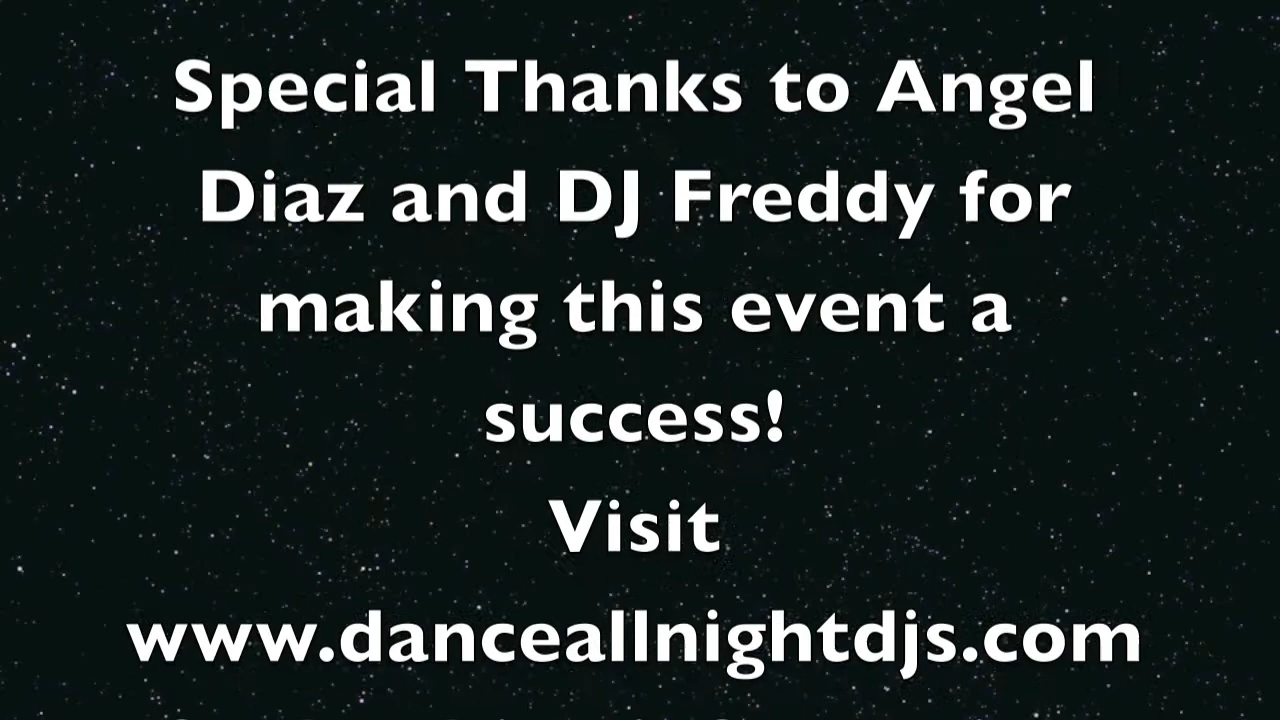 Special Thanks to Angel
Diaz and DJ Freddy for
making this event a
success!
Visit
www.danceallnightdjs.com